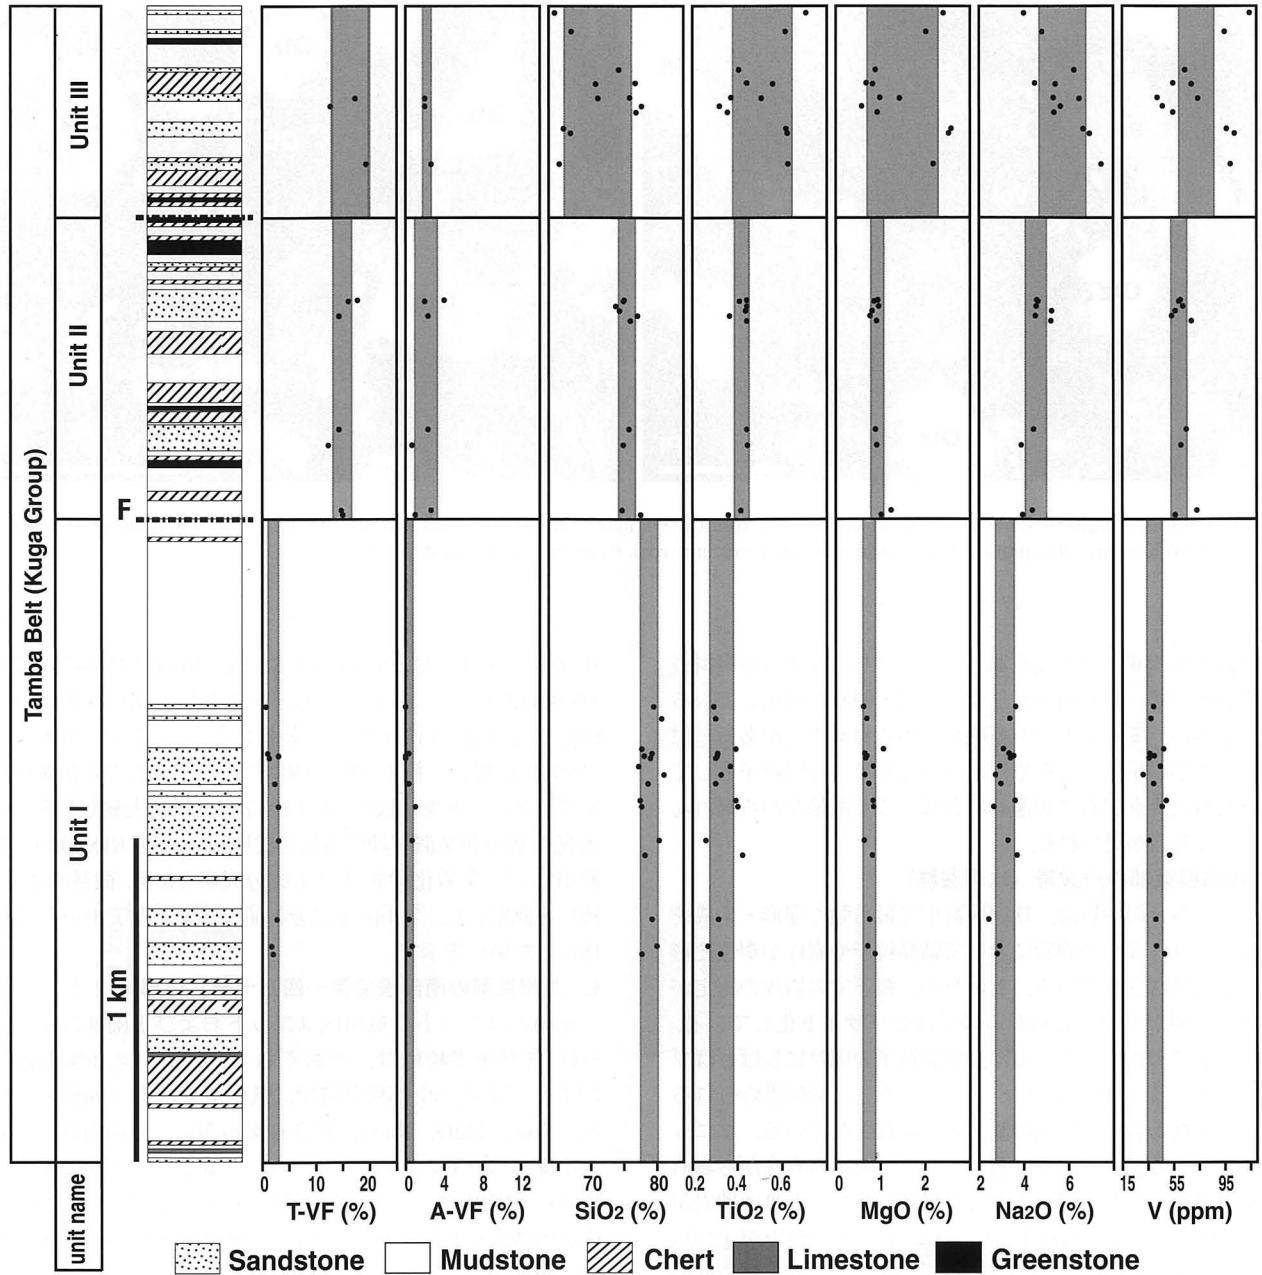 Tamba Belt (Kuga Group)
Unit III
Unit II
Unit I
unit name
F
1 km
0 10 20
T-VF (%)
0 4 8 12
A-VF (%)
70 80
SiO2 (%)
0.2 0.4 0.6
TiO2 (%)
0 1 2
MgO (%)
2 4 6
Na2O (%)
15 55 95
V (ppm)
Sandstone Mudstone Chert Limestone Greenstone